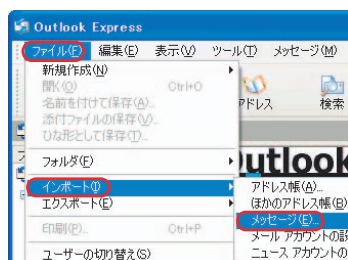 Outlook Express
ファイル(F) 編集(E) 表示(V) ツール(T) メッセージ(M)
新規作成(N)
開く(O) Ctrl+O
名前を付けて保存(A)...
添付ファイルの保存(V)...
ひな形として保存(T)...
ドレス 検索
フォルダ(F)
utlook
インポート(I)
エクスポート(E)
印刷(P)... Ctrl+P
ユーザーの切り替え(S)
アドレス帳(A)...
ほかのアドレス帳(B)
メッセージ(E)...
メール アカウントの設
ニュース アカウントの